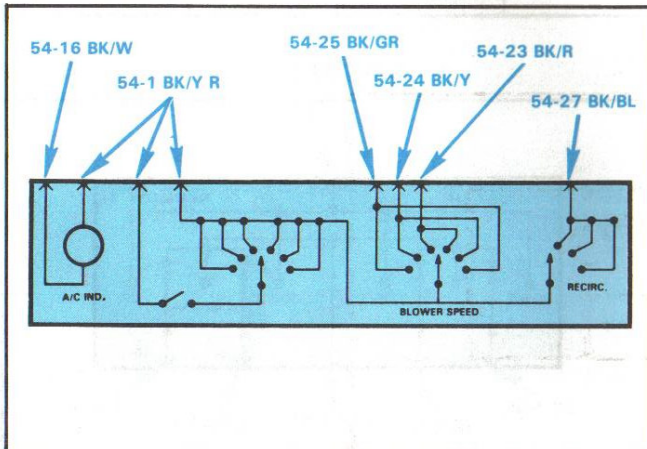 54-16 BK/W
54-1 BK/Y R
54-25 BK/GR
54-24 BK/Y
54-23 BK/R
54-27 BK/BL
A/C IND.
BLOWER SPEED
RECIRC.